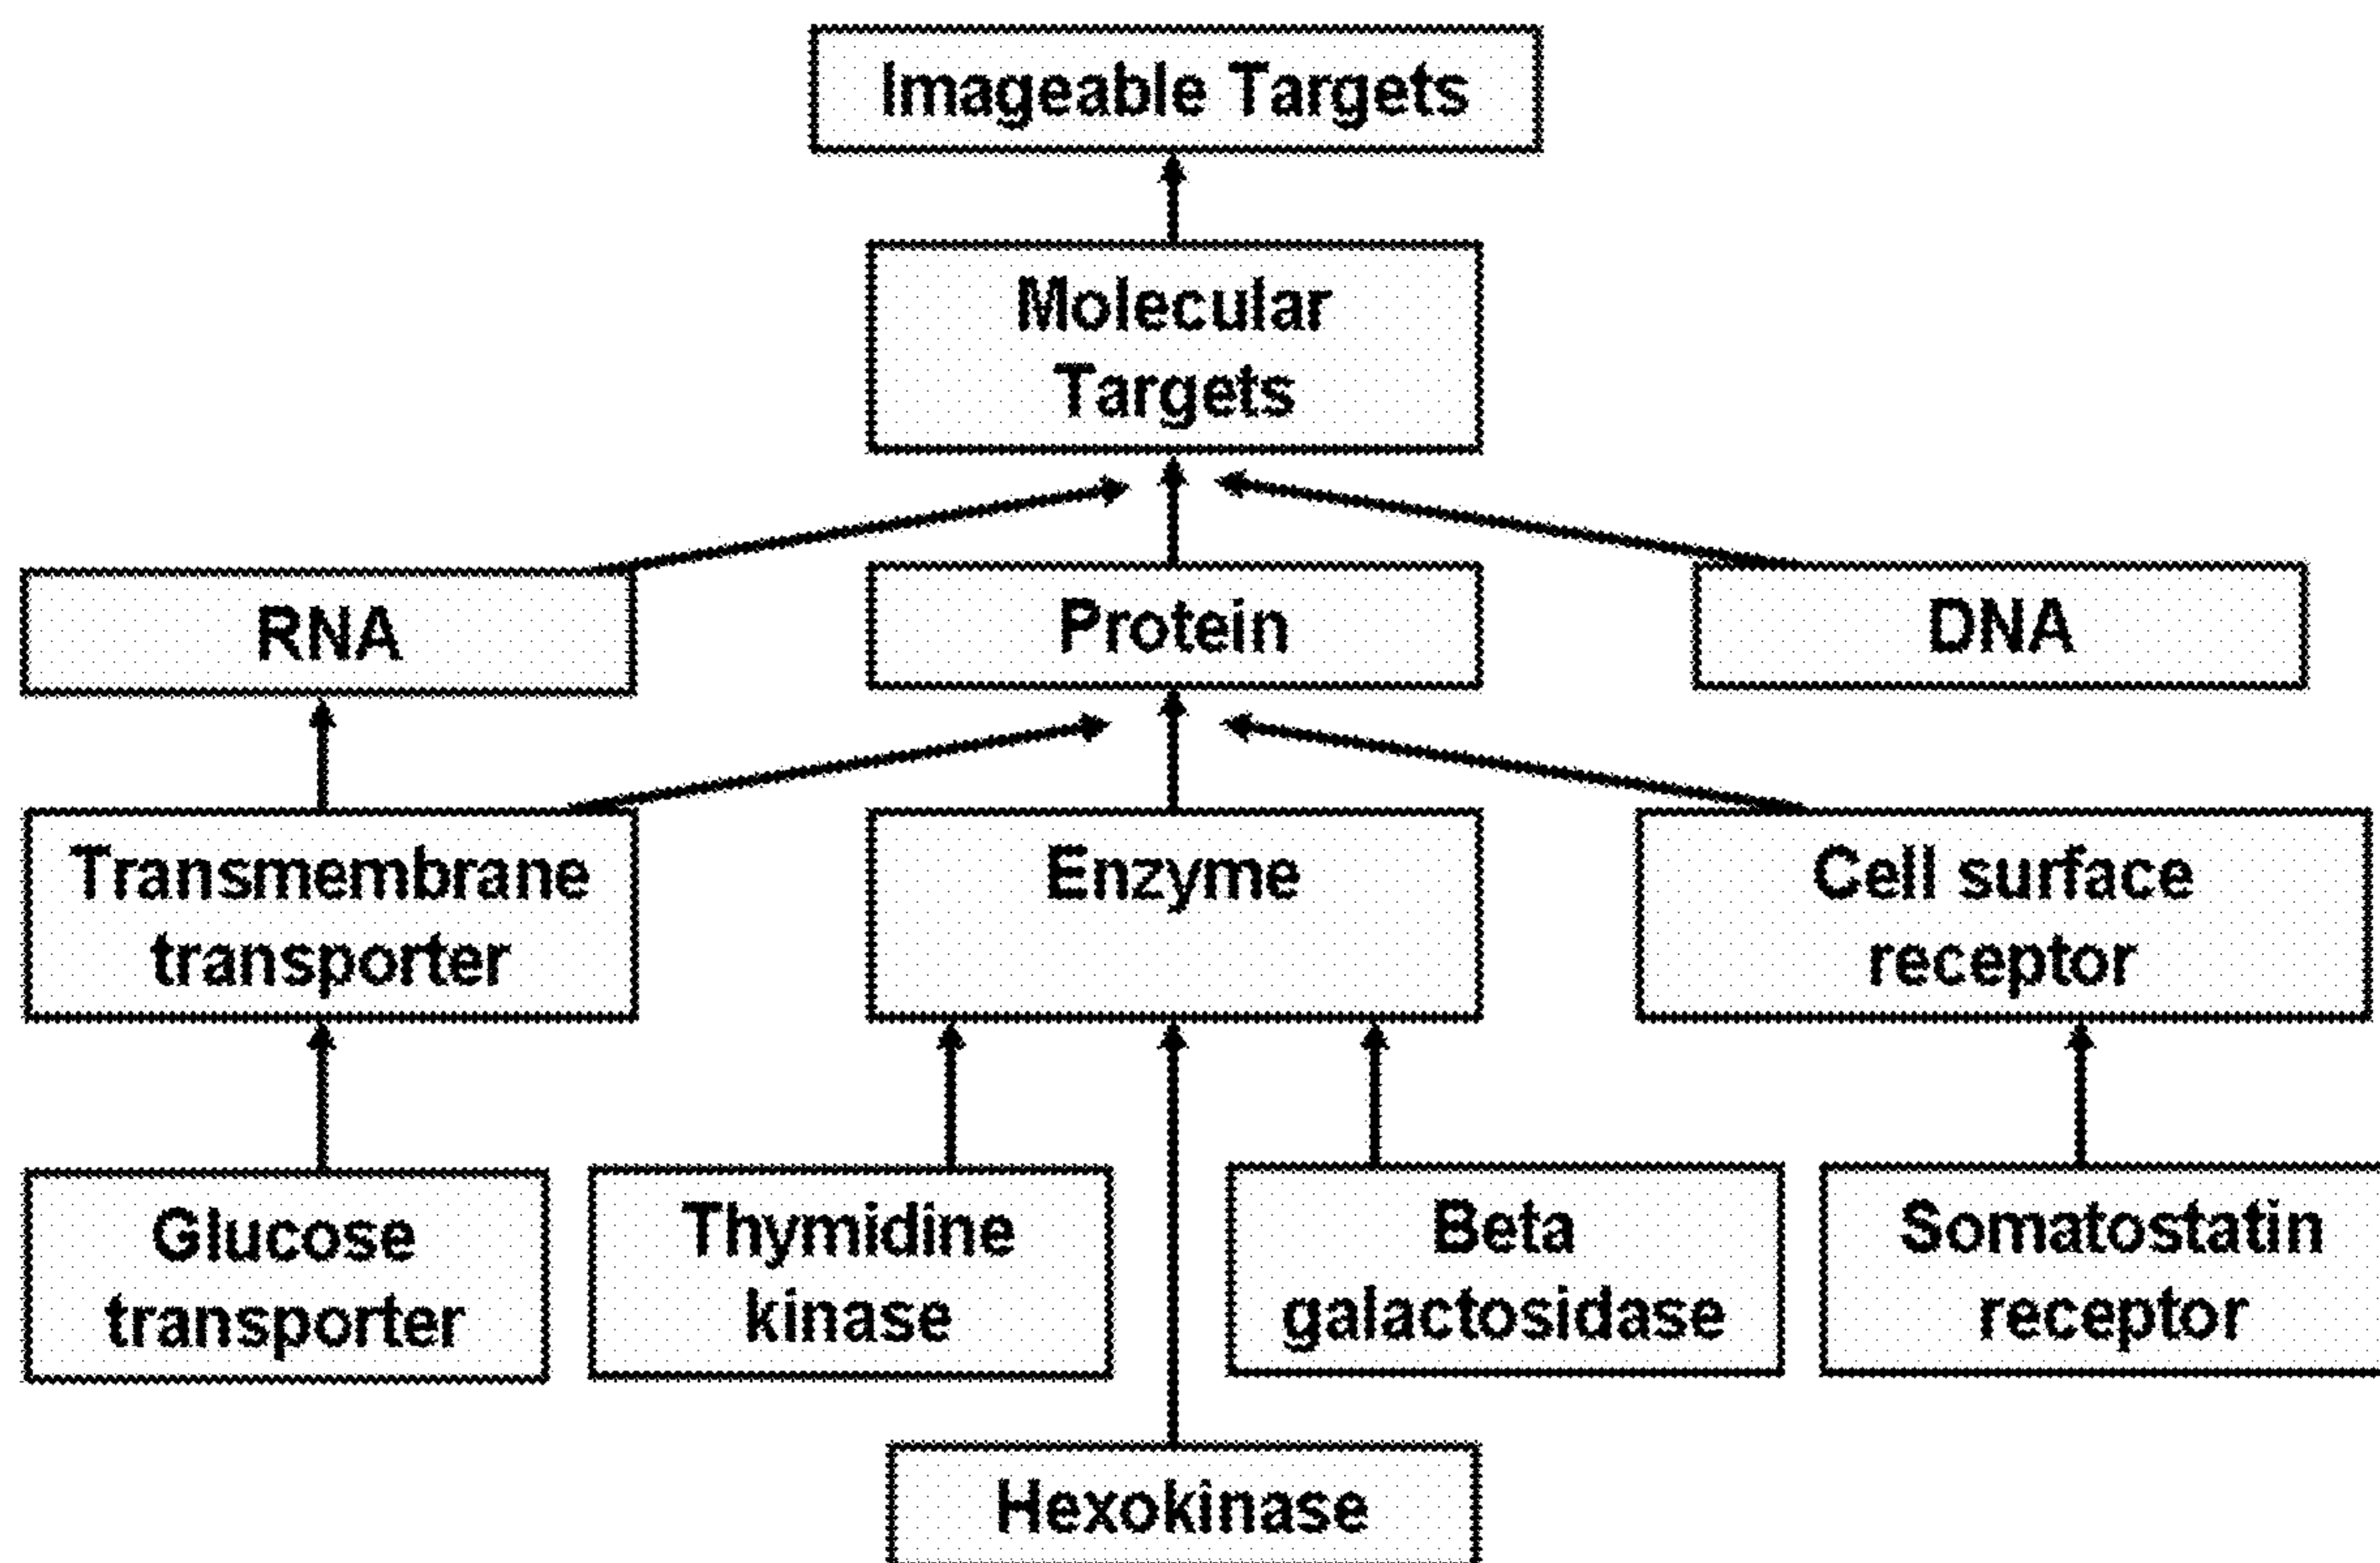 Imageable Targets
Molecular
Targets
RNA
Protein
DNA
Transmembrane
transporter
Enzyme
Cell surface
receptor
Glucose
transporter
Thymidine
kinase
Beta
galactosidase
Somatostatin
receptor
Hexokinase